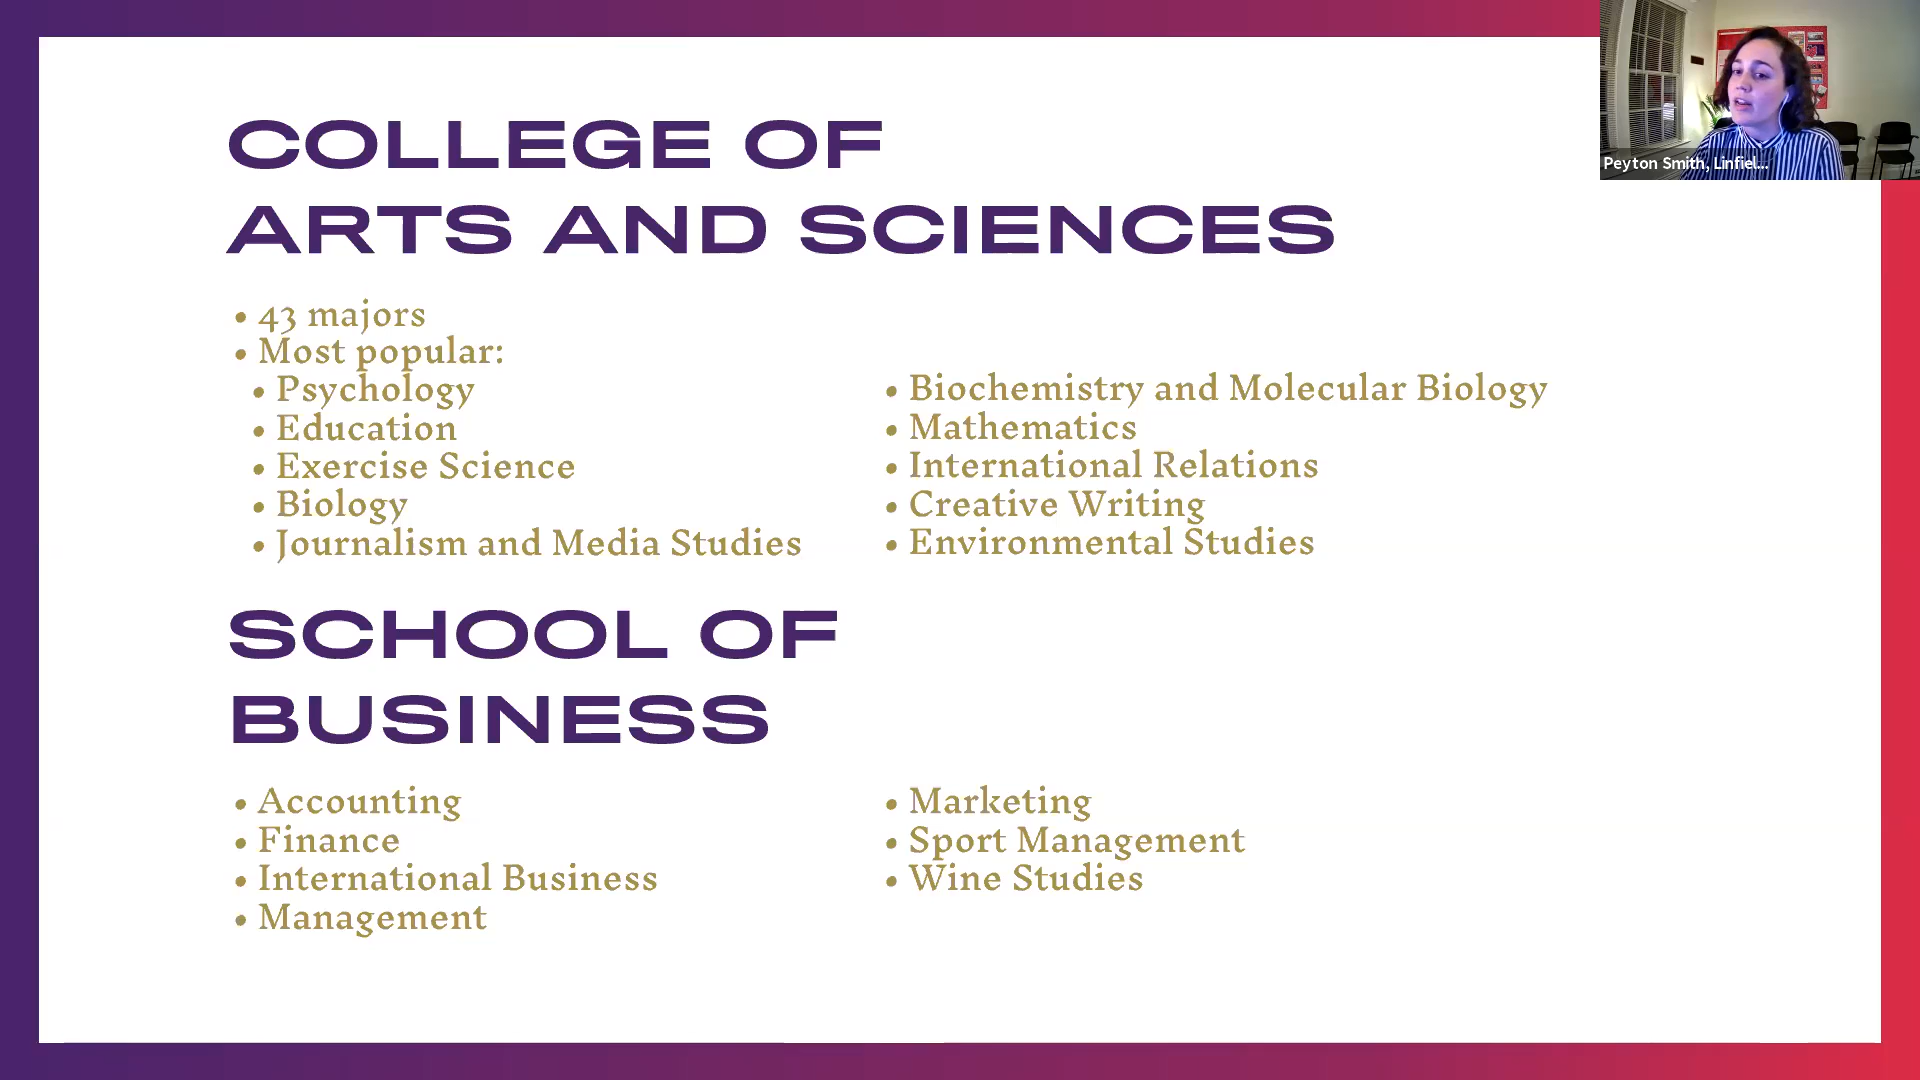 COLLEGE OF
ARTS AND SCIENCES
• 43 majors
• Most popular:
• Psychology
• Education
• Exercise Science
• Biology
• Journalism and Media Studies
• Biochemistry and Molecular Biology
• Mathematics
• International Relations
• Creative Writing
• Environmental Studies
SCHOOL OF
BUSINESS
• Accounting
• Finance
• International Business
• Management
• Marketing
• Sport Management
• Wine Studies
Peyton Smith, Linfiel...